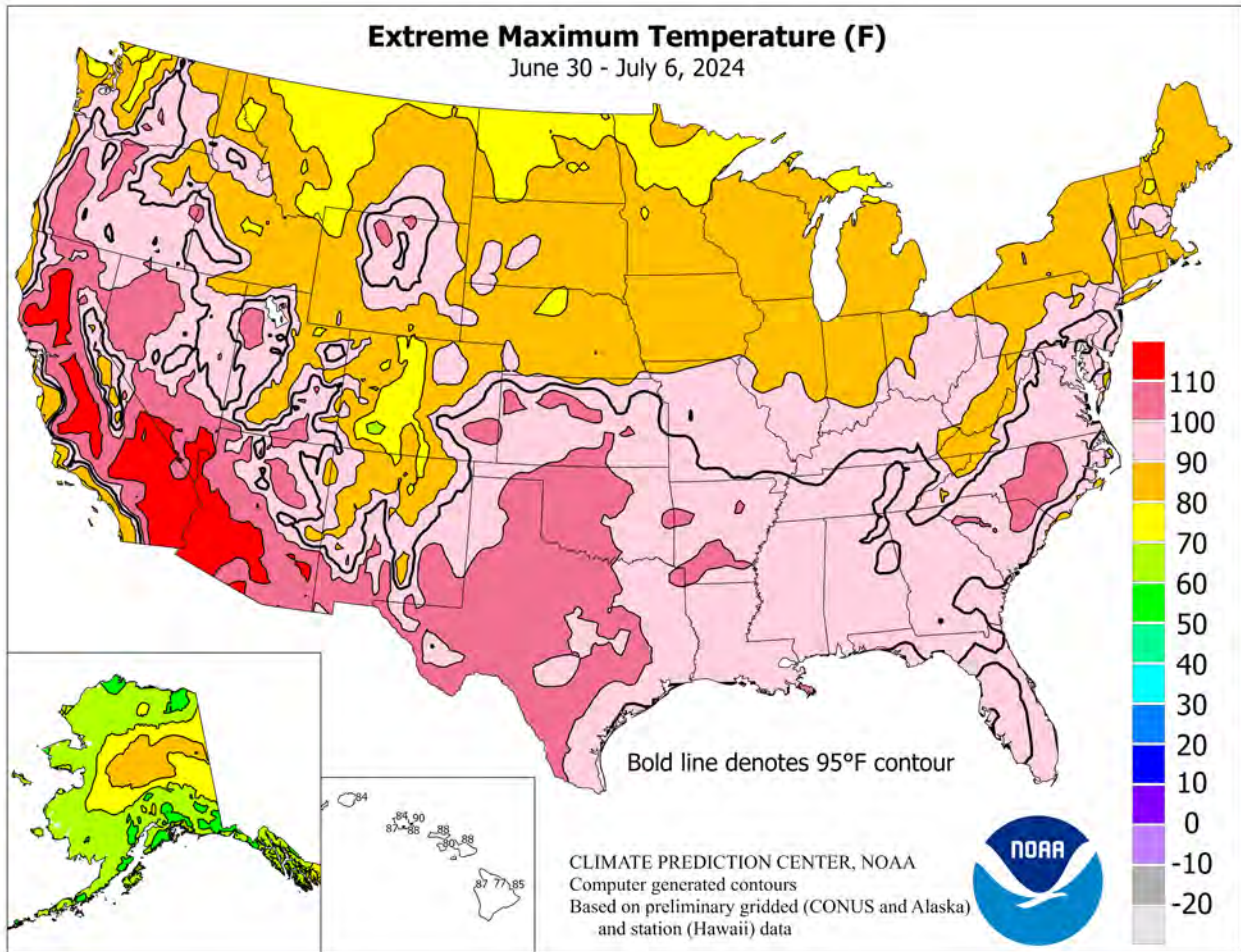 Extreme Maximum Temperature (F)
June 30 - July 6, 2024
110
100
90
80
70
60
50
40
30
20
10
0
-10
-20
Bold line denotes 95°F contour
84
84 90
87 88
88
80
88
87 77 85
CLIMATE PREDICTION CENTER, NOAA
Computer generated contours
Based on preliminary gridded (CONUS and Alaska)
and station (Hawaii) data
NOAA